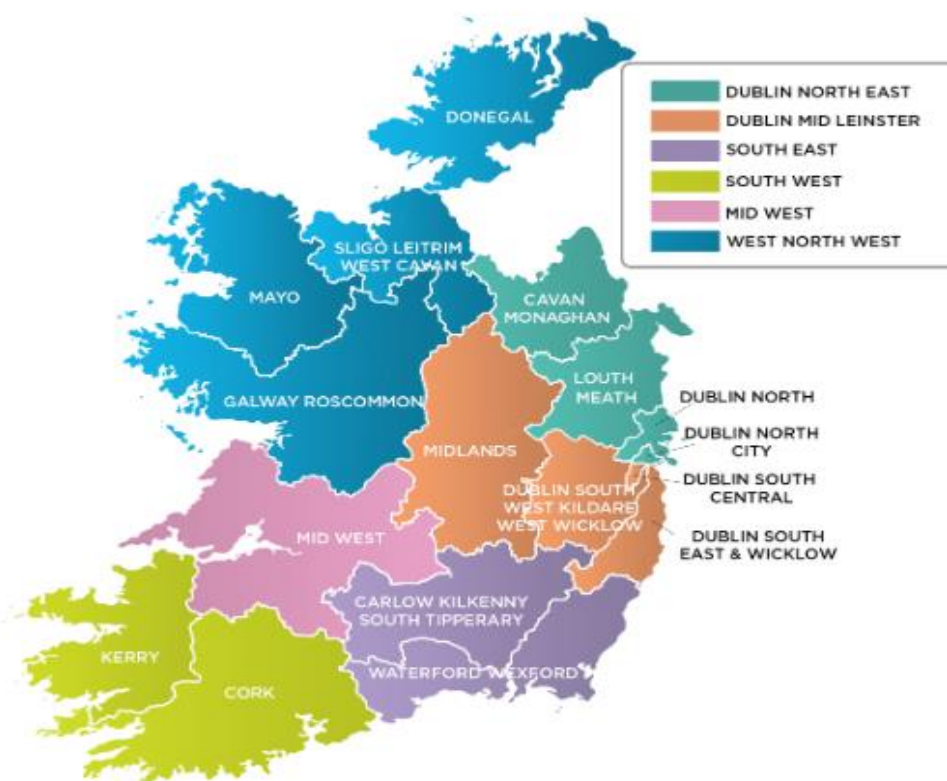 DONEGAL
DUBLIN NORTH EAST
DUBLIN MID LEINSTER
SOUTH EAST
SOUTH WEST
MID WEST
WEST NORTH WEST
SLIGO LEITRIM
WEST CAVAN
MAYO
CAVAN
MONAGHAN
LOUTH
MEATH
GALWAY ROSCOMMON
DUBLIN NORTH
DUBLIN NORTH
CITY
MIDLANDS
DUBLIN SOUTH
CENTRAL
DUBLIN SOUTH
WEST KILDARE
WEST WICKLOW
DUBLIN SOUTH
EAST & WICKLOW
MID WEST
CARLOW KILKENNY
SOUTH TIPPERARY
KERRY
WATERFORD
WEXFORD
CORK